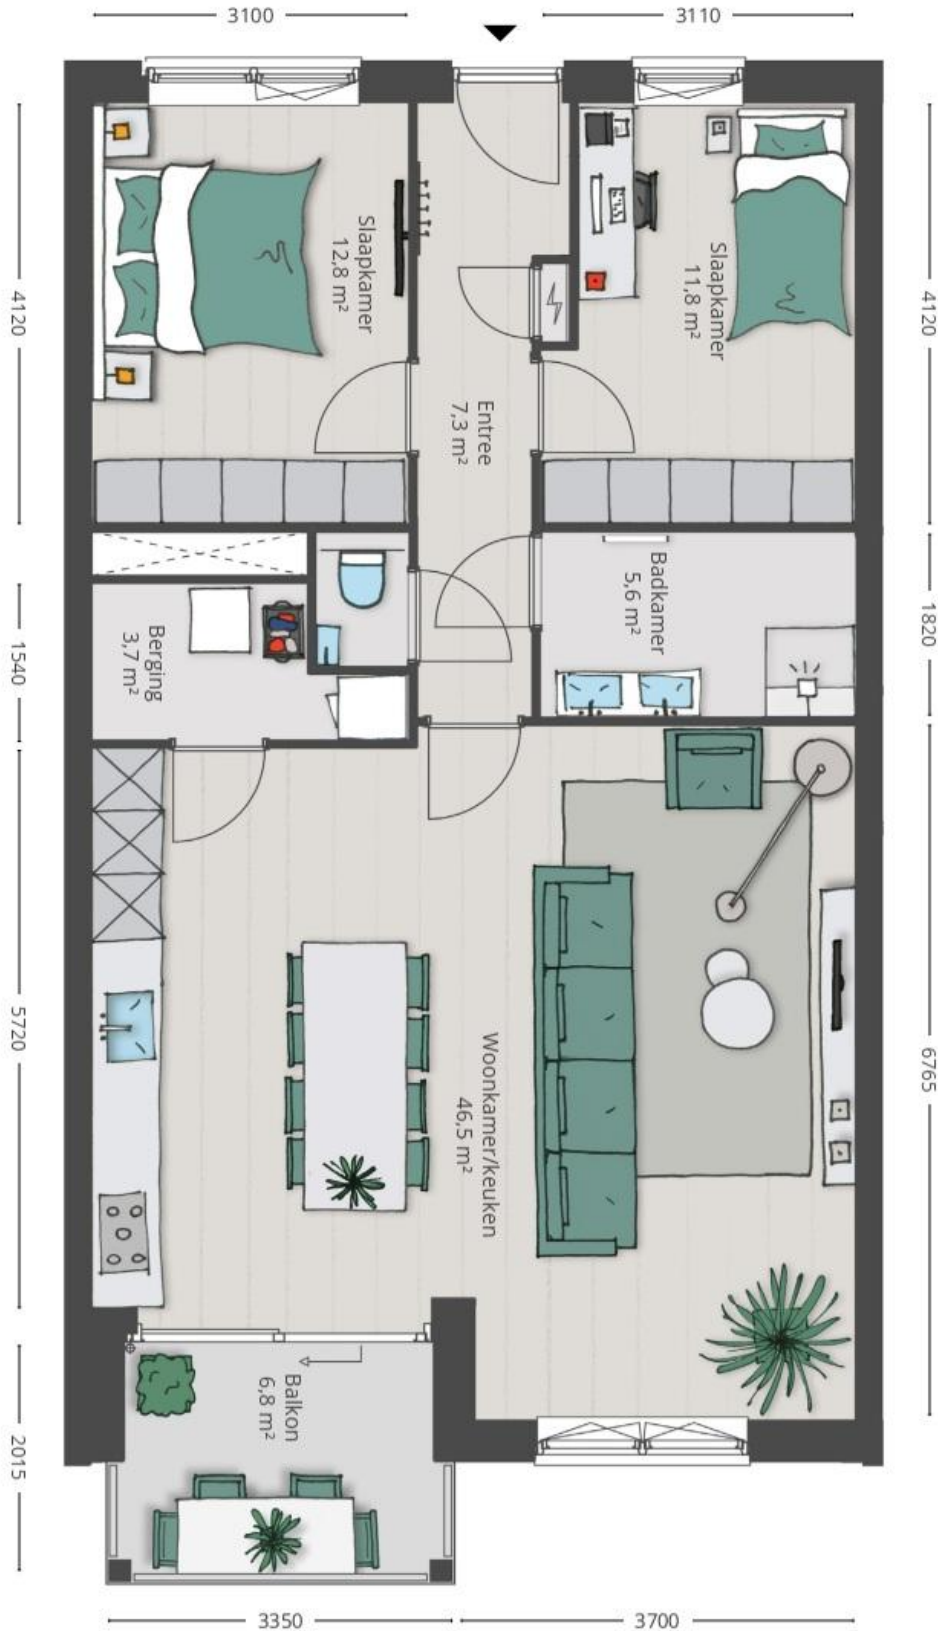 3100
3110
4120
4120
Slaapkamer
12,8 m²
Slaapkamer
11,8 m²
Entree
7,3 m²
Badkamer
5,6 m²
1820
Berging
3,7 m²
1540
Woonkamer/keuken
46,5 m²
5720
6765
Balkon
6,8 m²
2015
3350
3700